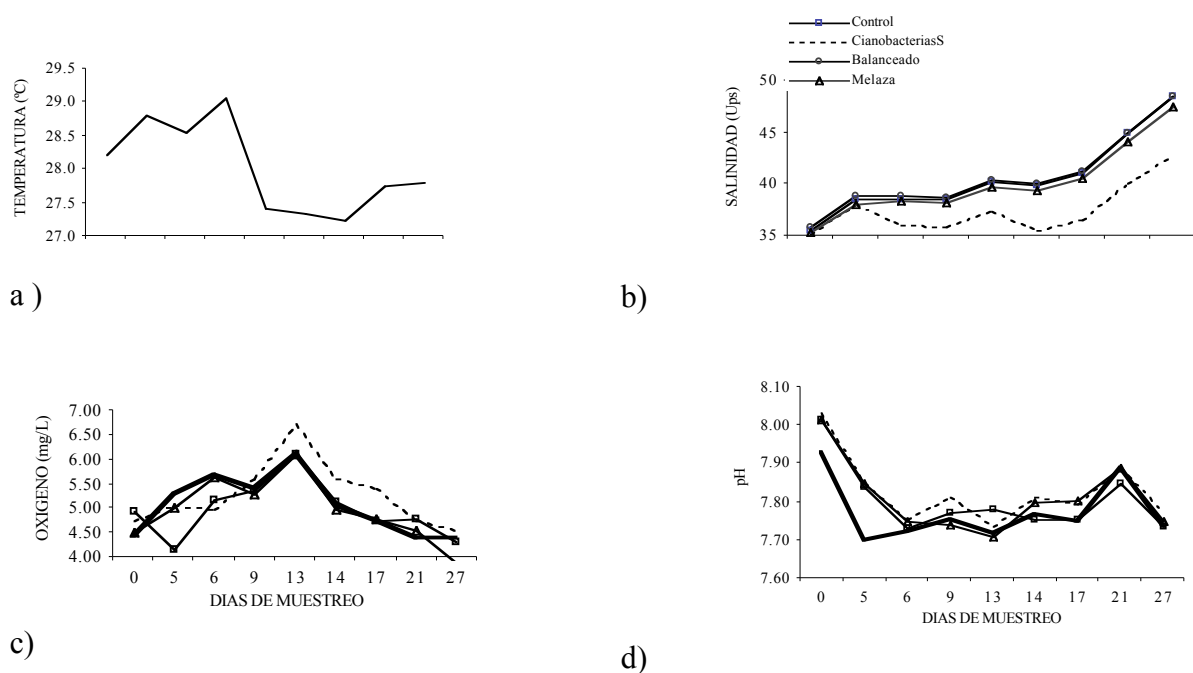 Control
CianobacteriasS
Balanceado
Melaza
TEMPERATURA (ºC)
29.5
29.0
28.5
28.0
27.5
27.0
a )
SALINIDAD (Ups)
50
45
40
35
b)
OXIGENO (mg/L)
7.00
6.50
6.00
5.50
5.00
4.50
4.00
0 5 6 9 13 14 17 21 27
DIAS DE MUESTREO
c)
pH
8.10
8.00
7.90
7.80
7.70
7.60
0 5 6 9 13 14 17 21 27
DIAS DE MUESTREO
d)